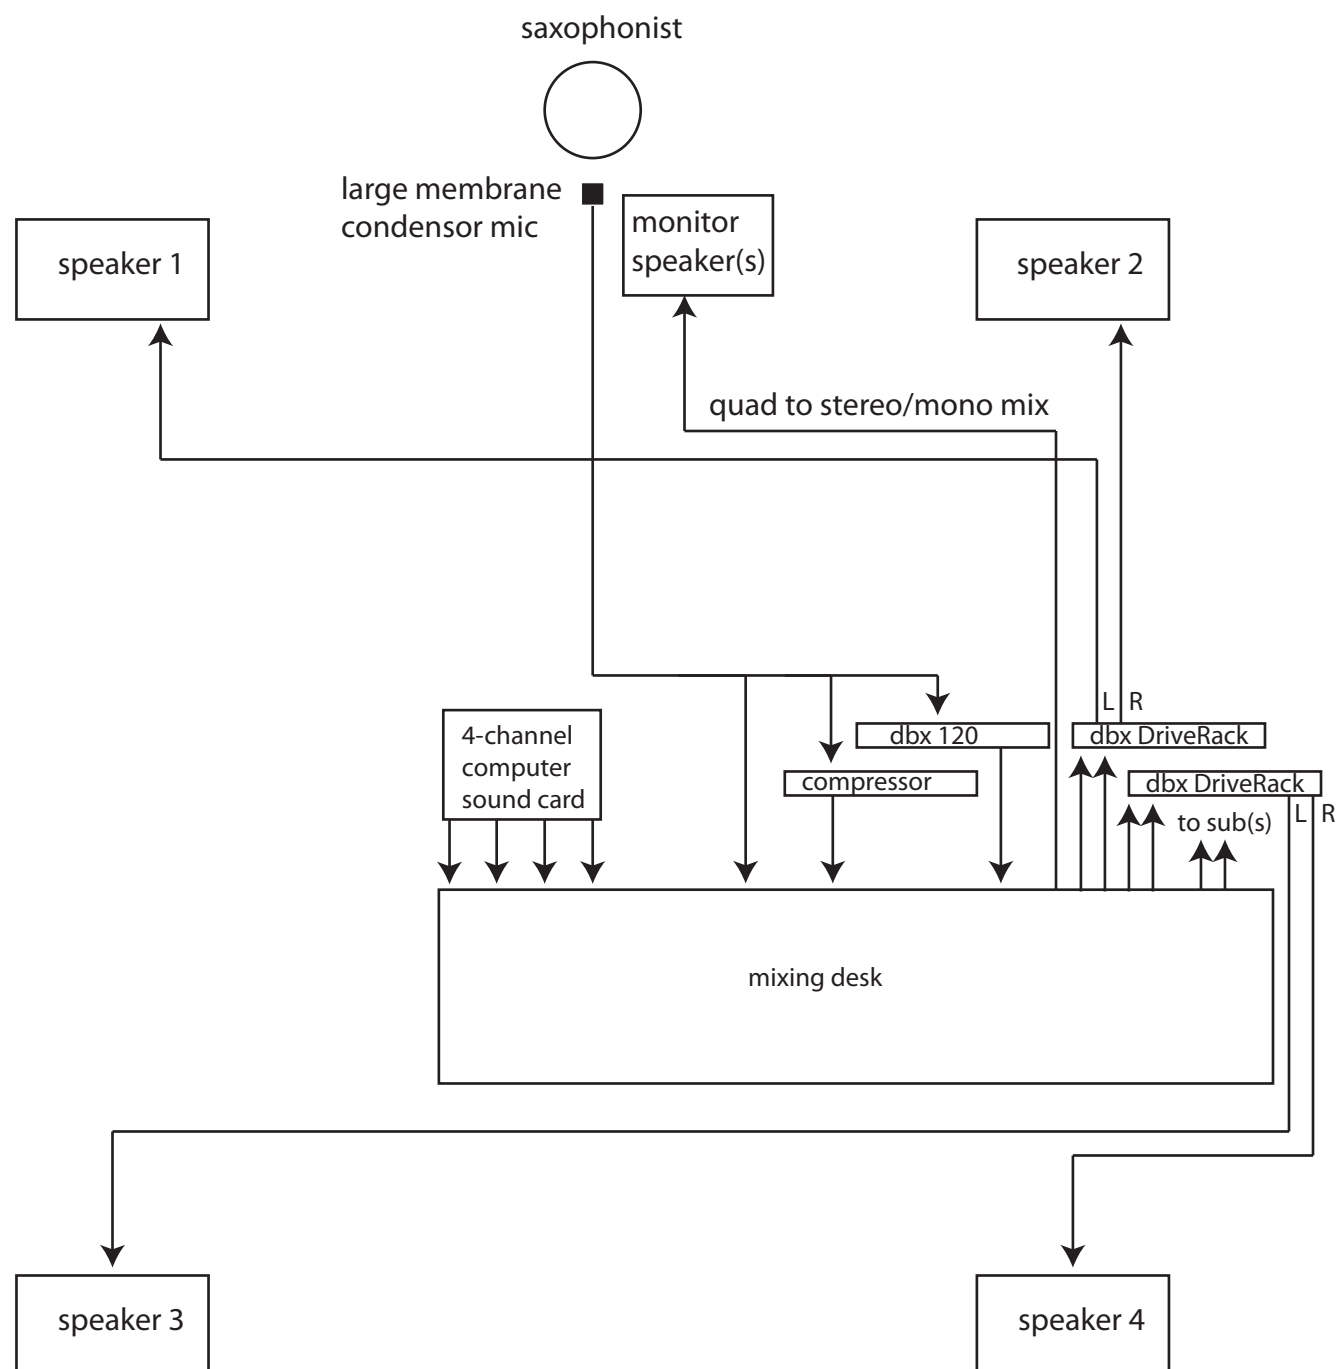 saxophonist
large membrane
condensor mic
monitor
speaker(s)
speaker 1
speaker 2
quad to stereo/mono mix
L R
4-channel
computer
sound card
dbx 120
dbx DriveRack
compressor
dbx DriveRack
to sub(s)
L R
mixing desk
speaker 3
speaker 4